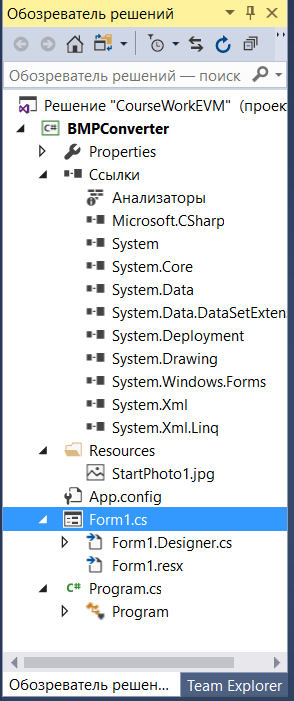 Обозреватель решений
Обозреватель решений — поиск
Решение "CourseWorkEVM" (проек
BMPConverter
Properties
Ссылки
Анализаторы
Microsoft.CSharp
System
System.Core
System.Data
System.Data.DataSetExten
System.Deployment
System.Drawing
System.Windows.Forms
System.Xml
System.Xml.Linq
Resources
StartPhoto1.jpg
App.config
Form1.cs
Form1.Designer.cs
Form1.resx
C# Program.cs
Program
Обозреватель решен... Team Explorer